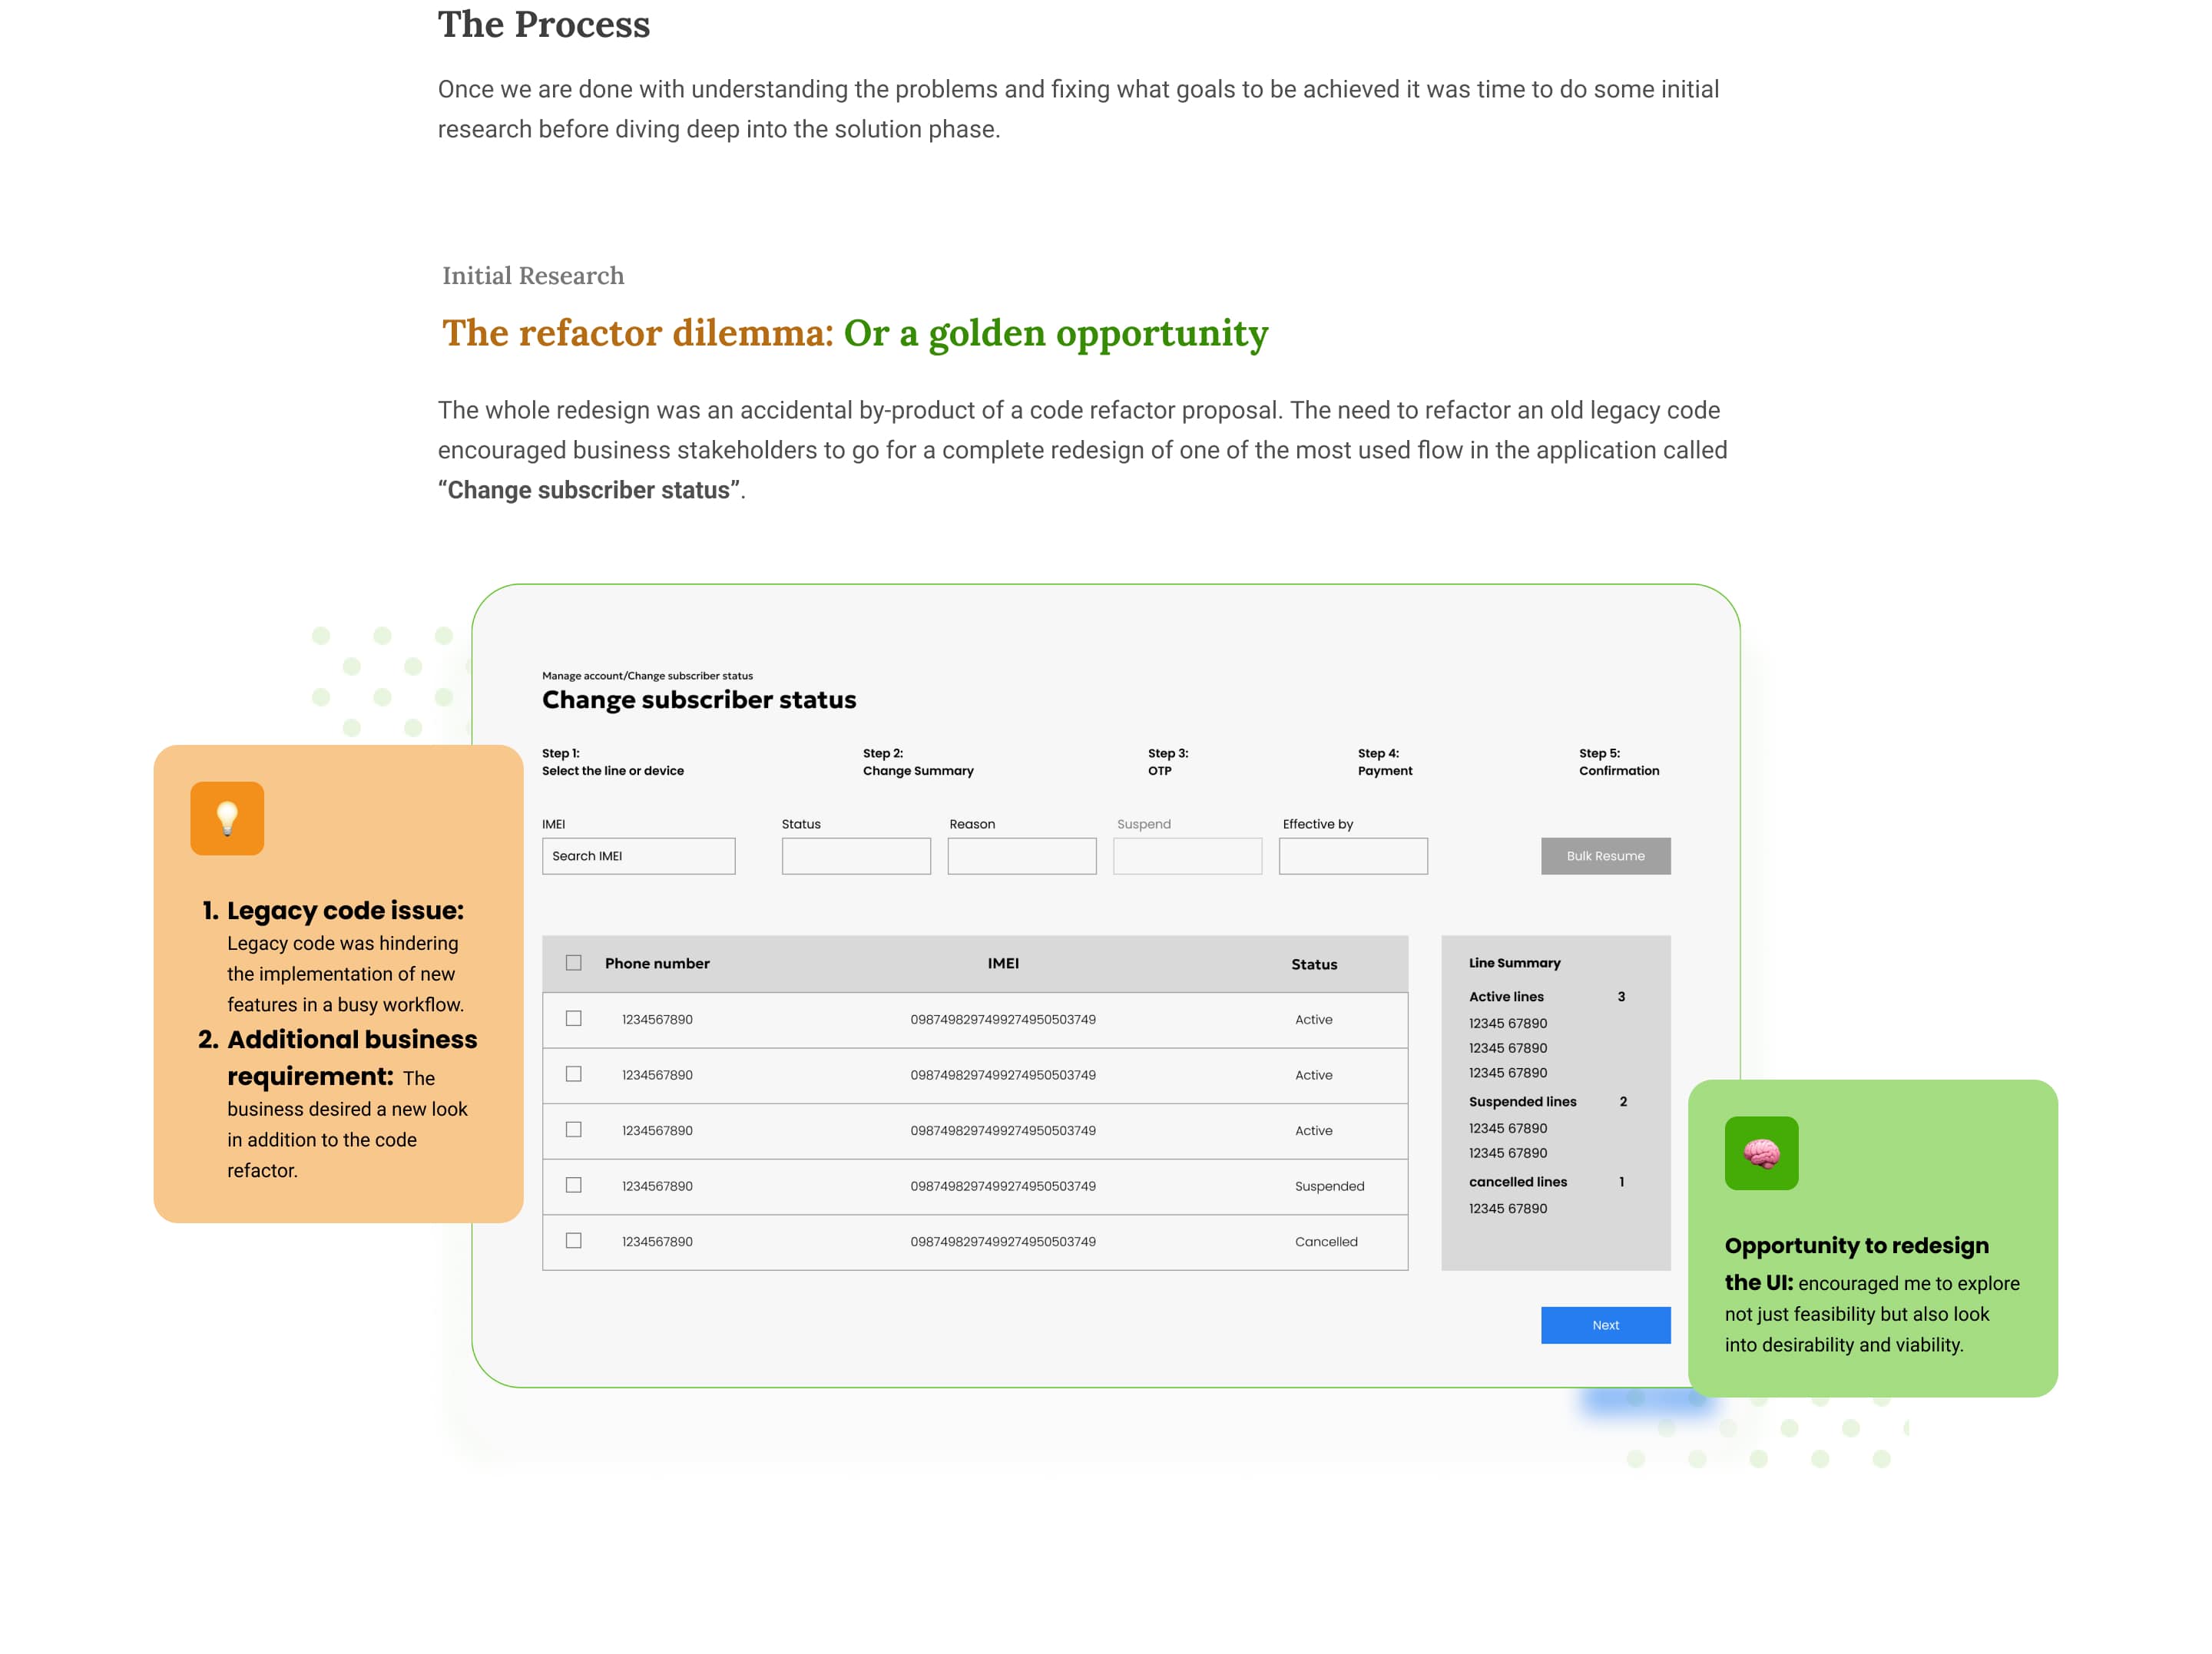 The Process
Once we are done with understanding the problems and fixing what goals to be achieved it was time to do some initial
research before diving deep into the solution phase.
Initial Research
The refactor dilemma: Or a golden opportunity
The whole redesign was an accidental by-product of a code refactor proposal. The need to refactor an old legacy code
encouraged business stakeholders to go for a complete redesign of one of the most used flow in the application called
“Change subscriber status”.
1. Legacy code issue:
Legacy code was hindering
the implementation of new
features in a busy workflow.
2. Additional business
requirement: The
business desired a new look
in addition to the code
refactor.
Manage account/Change subscriber status
Change subscriber status
Step 1:
Select the line or device
Step 2:
Change Summary
Step 3:
OTP
Step 4:
Payment
Step 5:
Confirmation
IMEI
Search IMEI
Status
Reason
Suspend
Effective by
Bulk Resume
Phone number IMEI Status
1234567890 0987498297499274950503749 Active
1234567890 0987498297499274950503749 Active
1234567890 0987498297499274950503749 Active
1234567890 0987498297499274950503749 Suspended
1234567890 0987498297499274950503749 Cancelled
Line Summary
Active lines 3
12345 67890
12345 67890
12345 67890
Suspended lines 2
12345 67890
12345 67890
cancelled lines 1
12345 67890
Next
Opportunity to redesign
the UI: encouraged me to explore
not just feasibility but also look
into desirability and viability.